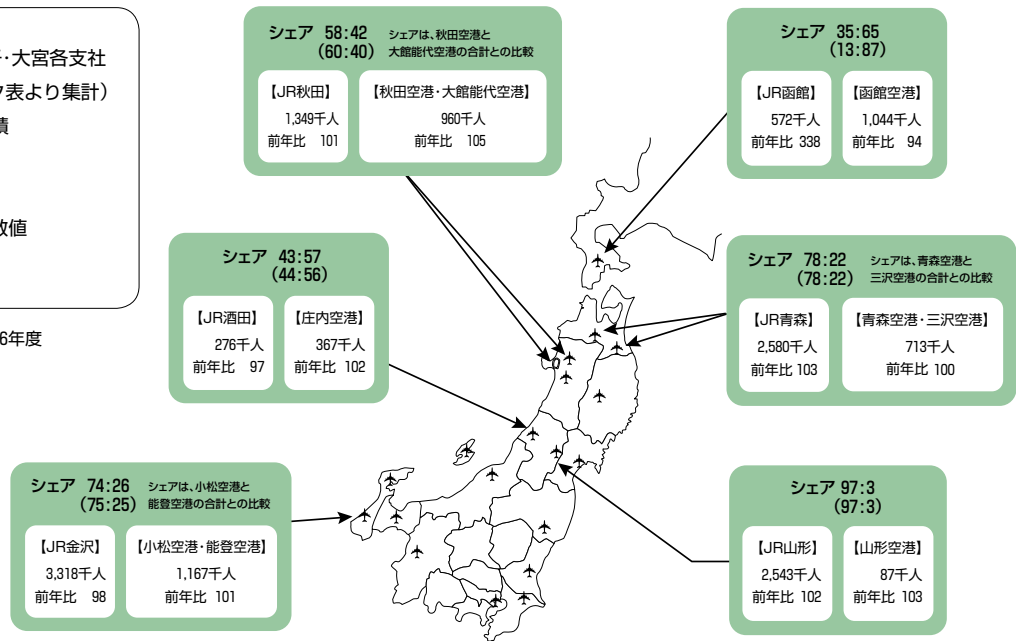 ・大宮各支社
表より集計）
値
6年度
シェア 58:42
(60:40)
シェアは、秋田空港と
大館能代空港の合計との比較
【JR秋田】
1,349千人
前年比 101
【秋田空港・大館能代空港】
960千人
前年比 105
シェア 35:65
(13:87)
【JR函館】
572千人
前年比 338
【函館空港】
1,044千人
前年比 94
シェア 43:57
(44:56)
【JR酒田】
276千人
前年比 97
【庄内空港】
367千人
前年比 102
シェア 78:22
(78:22)
シェアは、青森空港と
三沢空港の合計との比較
【JR青森】
2,580千人
前年比 103
【青森空港・三沢空港】
713千人
前年比 100
シェア 74:26
(75:25)
シェアは、小松空港と
能登空港の合計との比較
【JR金沢】
3,318千人
前年比 98
【小松空港・能登空港】
1,167千人
前年比 101
シェア 97:3
(97:3)
【JR山形】
2,543千人
前年比 102
【山形空港】
87千人
前年比 103